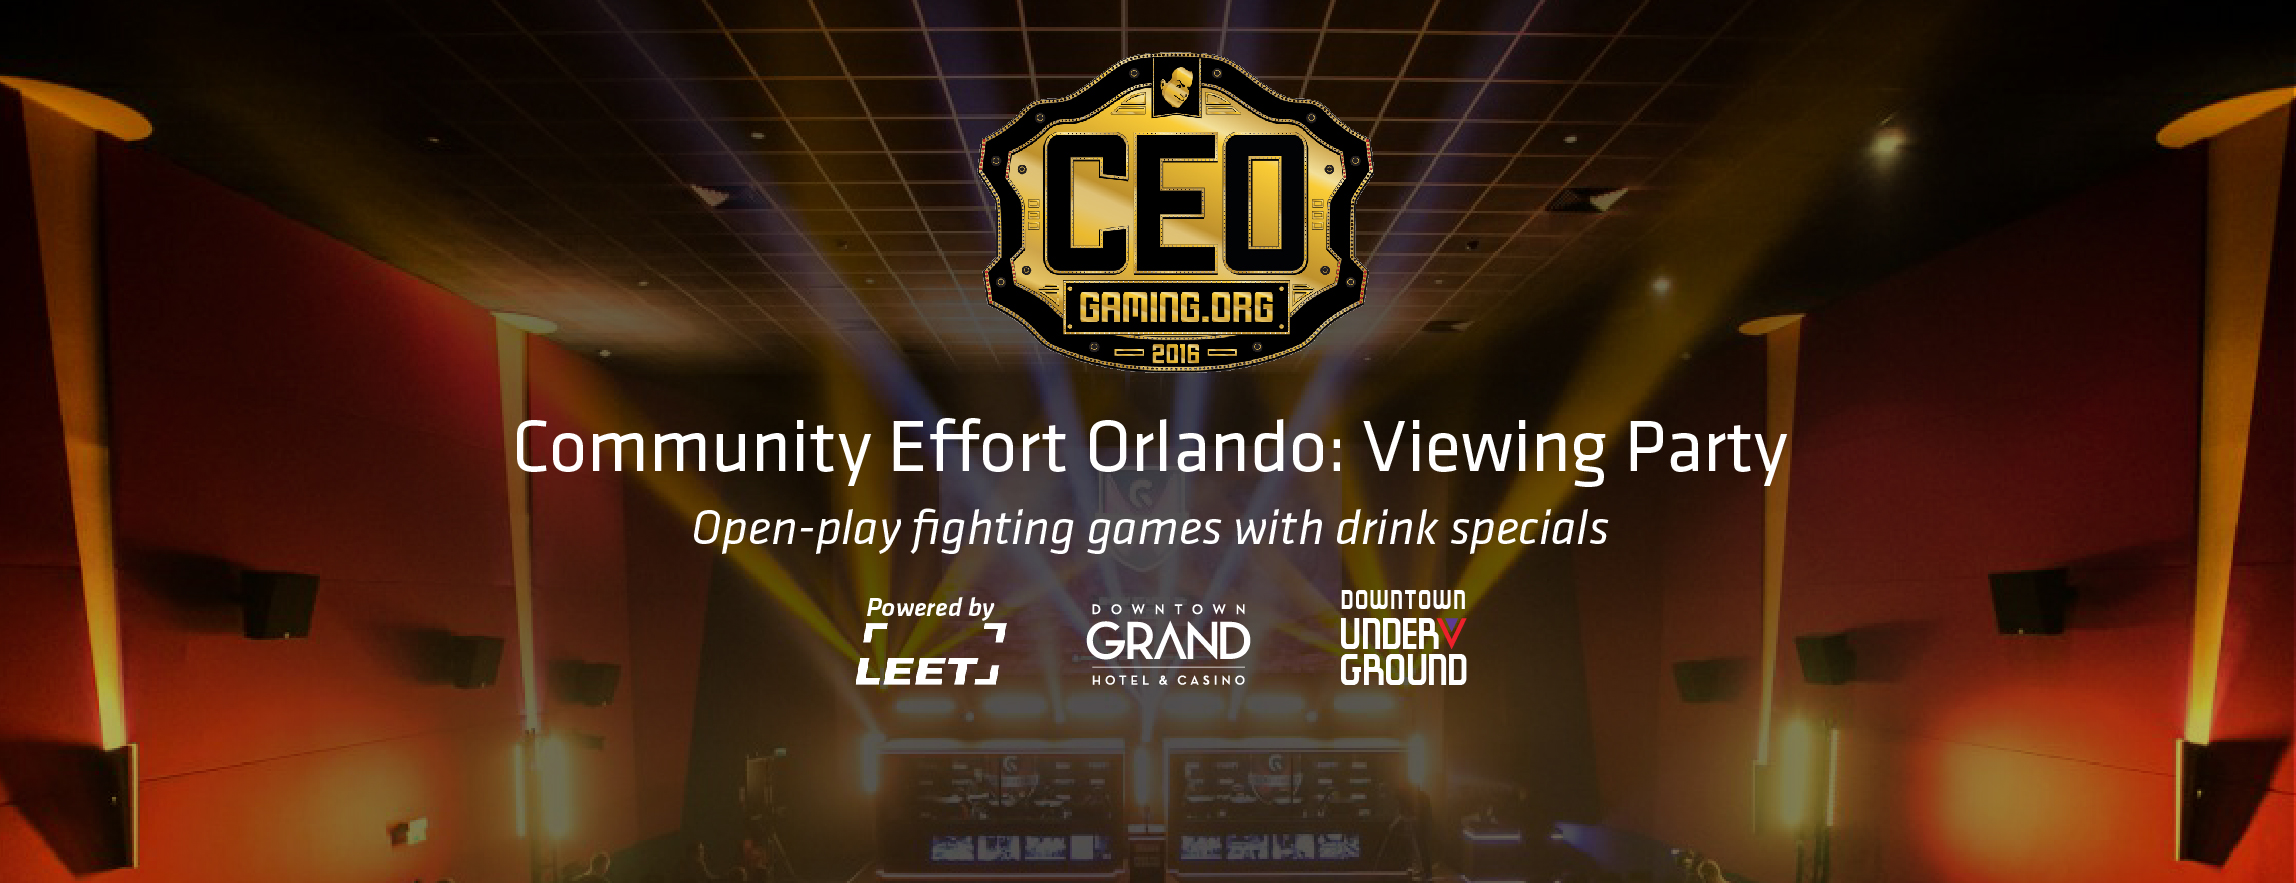 CEO
GAMING.ORG
2016
Community Effort Orlando: Viewing Party
Open-play fighting games with drink specials
Powered by
LEET
DOWNTOWN
GRAND
HOTEL & CASINO
DOWNTOWN
UNDER
GROUND